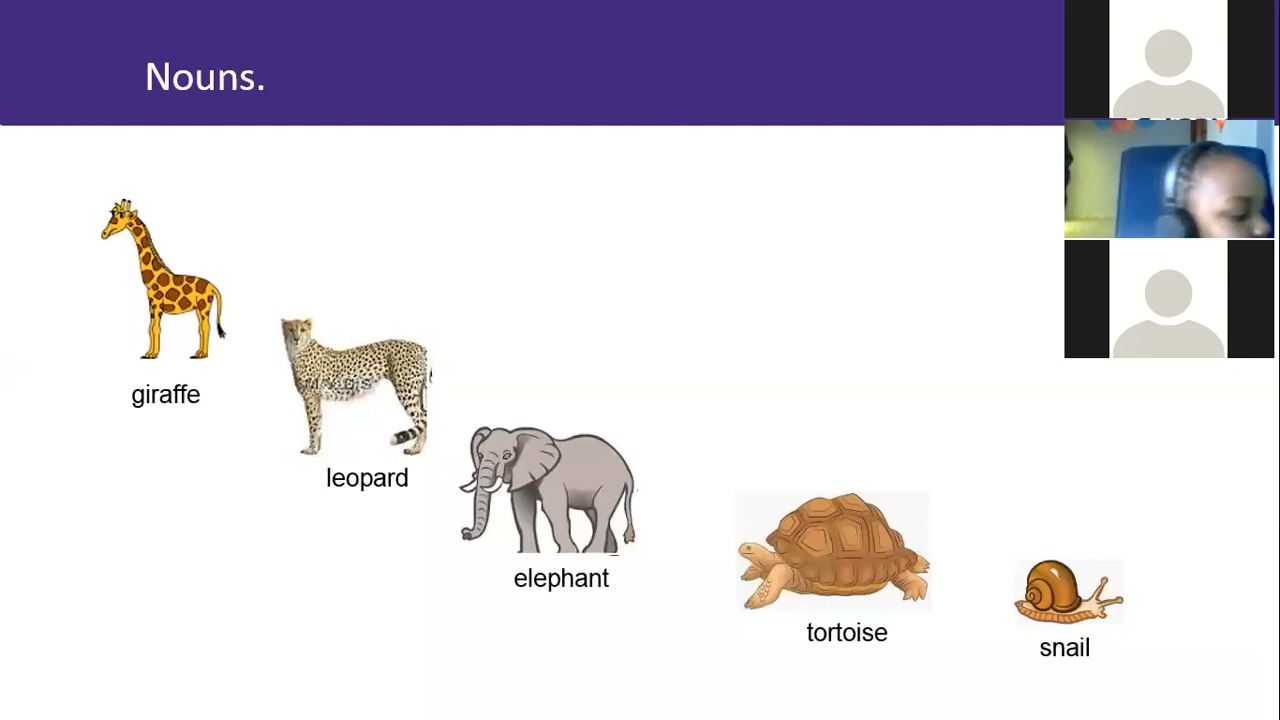 Nouns.
giraffe
leopard
elephant
tortoise
snail